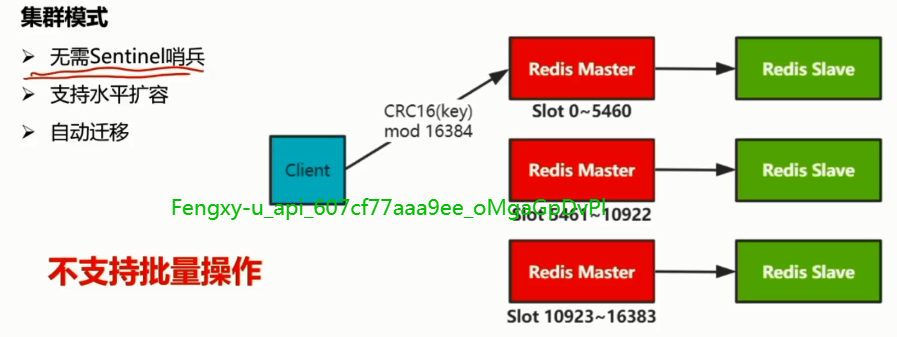 集群模式
➢ 无需Sentinel哨兵
➢ 支持水平扩容
➢ 自动迁移
不支持批量操作
Client
CRC16(key)
mod 16384
Redis Master
Slot 0~5460
Redis Slave
Redis Master
Slot 5461~10922
Redis Slave
Fengxy-u_api_607cf77aaa9ee_oMgaGpDvPl
Redis Master
Slot 10923~16383
Redis Slave